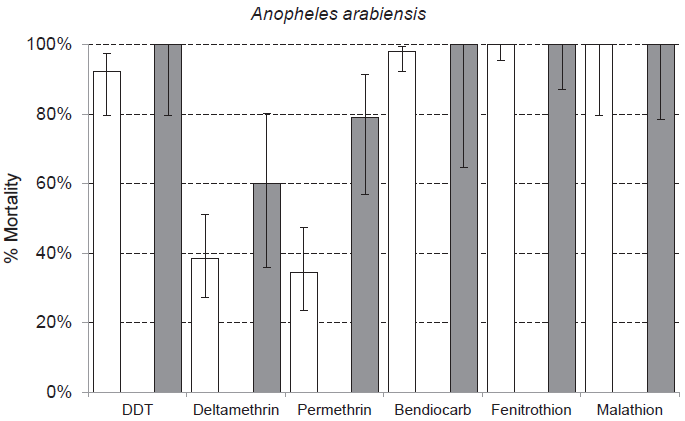 Anopheles arabiensis
100%
80%
60%
40%
20%
0%
% Mortality
DDT Deltamethrin Permethrin Bendiocarb Fenitrothion Malathion